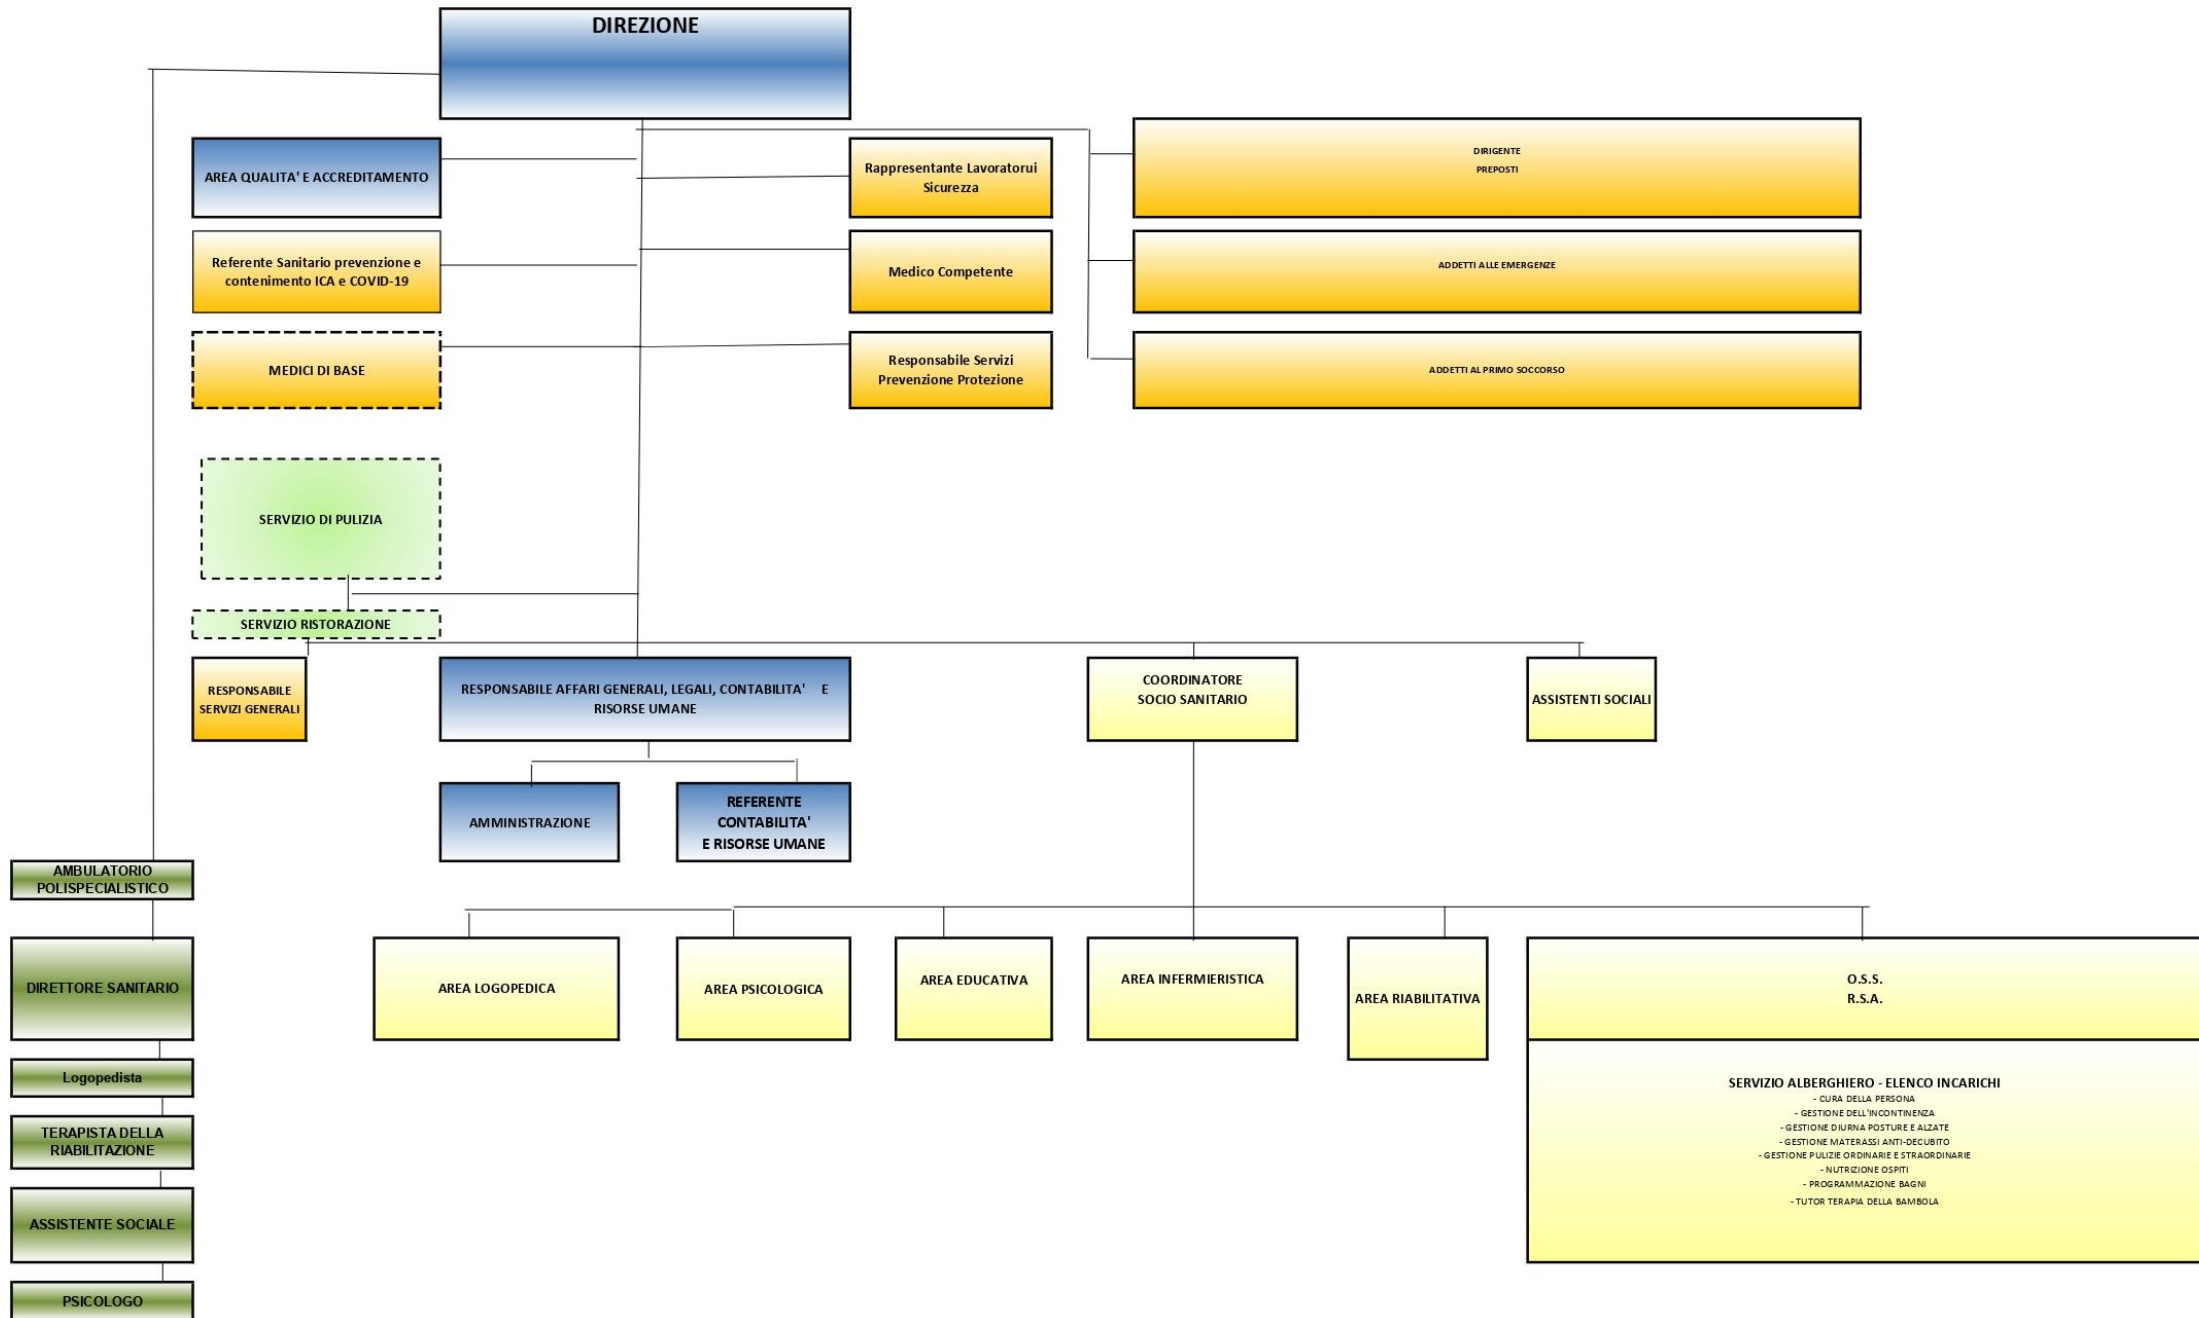 DIREZIONE
AREA QUALITA' E ACCREDITAMENTO
Rappresentante Lavoratorui
Sicurezza
DIRIGENTE
PREPOSTI
Referente Sanitario prevenzione e
contenimento ICA e COVID-19
Medico Competente
ADDETTI ALLE EMERGENZE
MEDICI DI BASE
Responsabile Servizi
Prevenzione Protezione
ADDETTI AL PRIMO SOCCORSO
SERVIZIO DI PULIZIA
SERVIZIO RISTORAZIONE
RESPONSABILE
SERVIZI GENERALI
RESPONSABILE AFFARI GENERALI, LEGALI, CONTABILITA' E
RISORSE UMANE
COORDINATORE
SOCIO SANITARIO
ASSISTENTI SOCIALI
AMMINISTRAZIONE
REFERENTE
CONTABILITA'
E RISORSE UMANE
AMBULATORIO
POLISPECIALISTICO
DIRETTORE SANITARIO
AREA LOGOPEDICA
AREA PSICOLOGICA
AREA EDUCATIVA
AREA INFERMIERISTICA
AREA RIABILITATIVA
O.S.S.
R.S.A.
Logopedista
TERAPISTA DELLA
RIABILITAZIONE
ASSISTENTE SOCIALE
PSICOLOGO
SERVIZIO ALBERGHIERO - ELENCO INCARICHI
- CURA DELLA PERSONA
- GESTIONE DELL'INCONTINENZA
- GESTIONE DIURNA POSTURE E ALZATE
- GESTIONE MATERASSI ANTI-DECUBITO
- GESTIONE PULIZIE ORDINARIE E STRAORDINARIE
- NUTRIZIONE OSPITI
- PROGRAMMAZIONE BAGNI
- TUTOR TERAPIA DELLA BAMBOLA